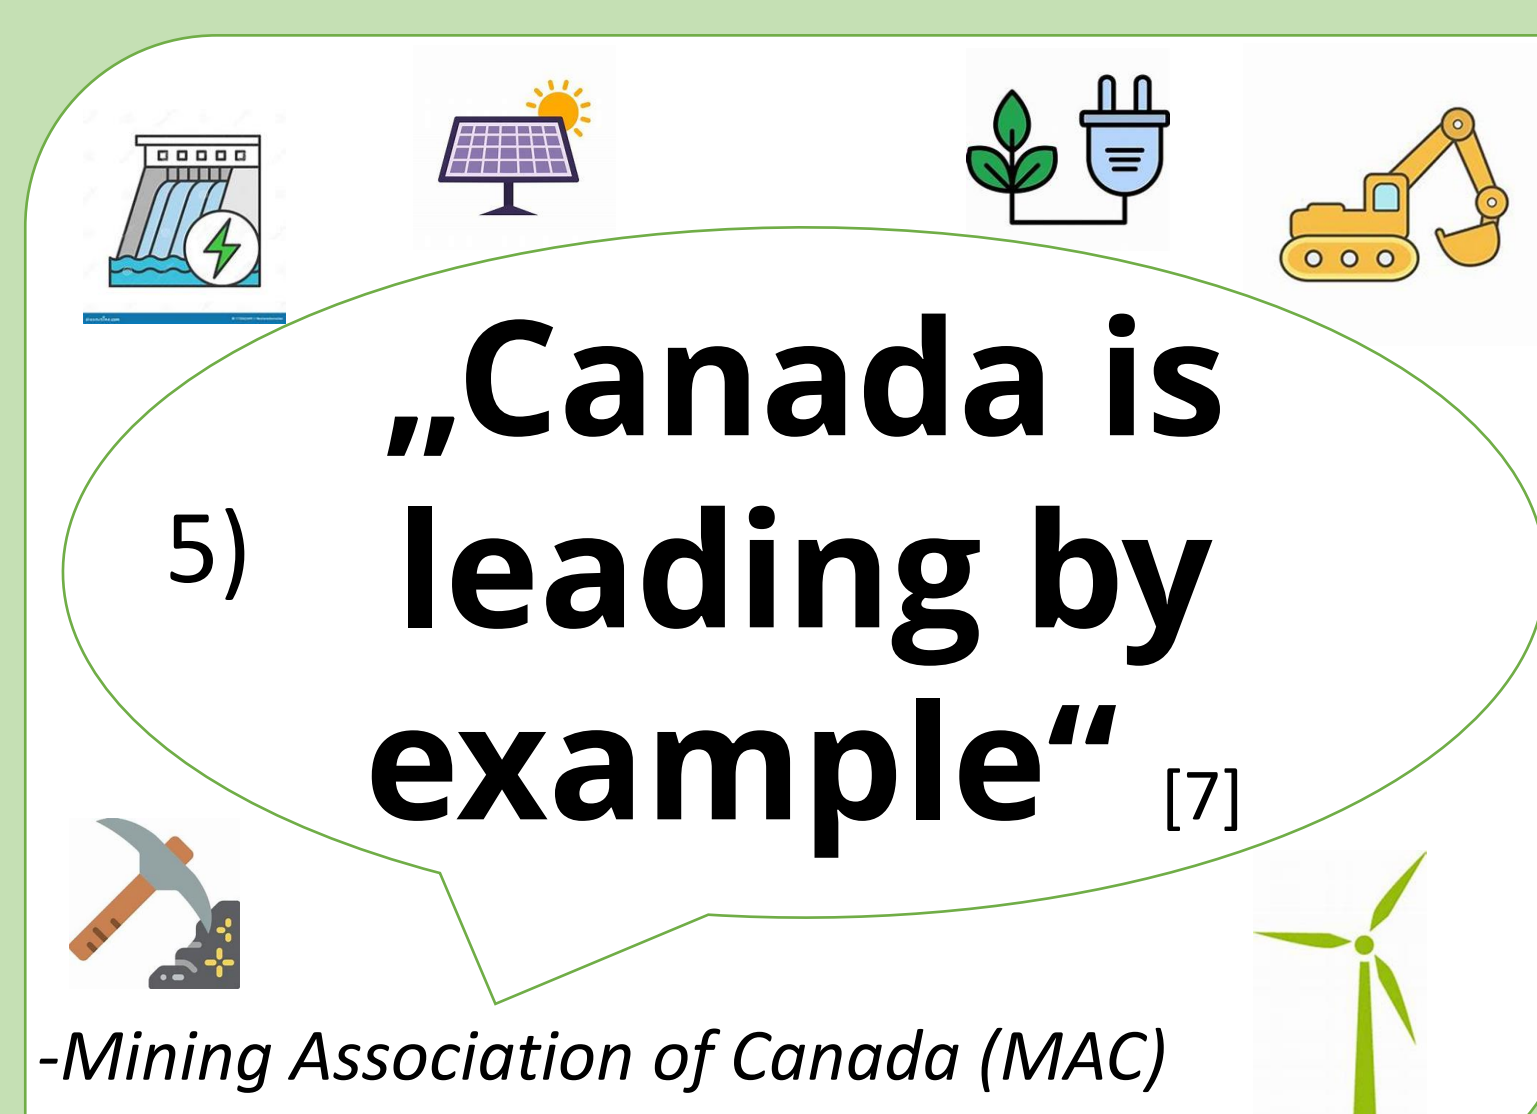 „Canada is
5) leading by
example“ [7]
-Mining Association of Canada (MAC)